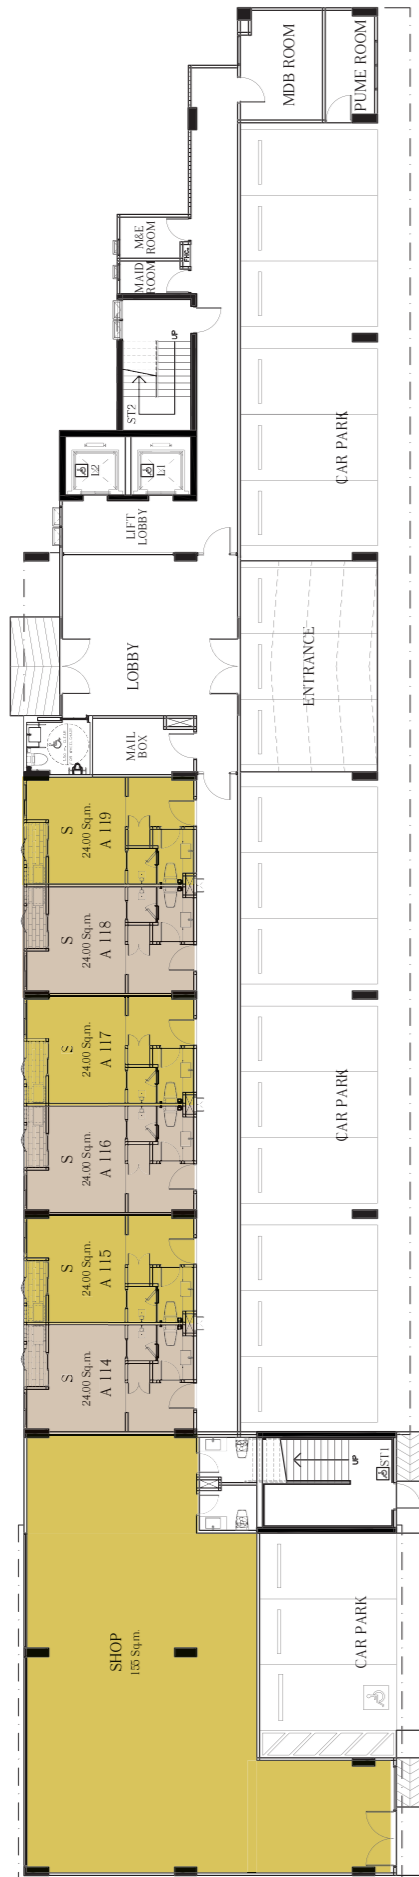 MDB ROOM
PUME ROOM
M&E
ROOM
MAID
ROOM
FHC
UP
ST2
CAR PARK
L2
L1
LIFT
LOBBY
LOBBY
ENTRANCE
MAIL
BOX
S
24.00 Sq.m.
A 119
S
24.00 Sq.m.
A 118
S
24.00 Sq.m.
A 117
CAR PARK
S
24.00 Sq.m.
A 116
S
24.00 Sq.m.
A 115
S
24.00 Sq.m.
A 114
UP
ST1
SHOP
155 Sq.m.
CAR PARK